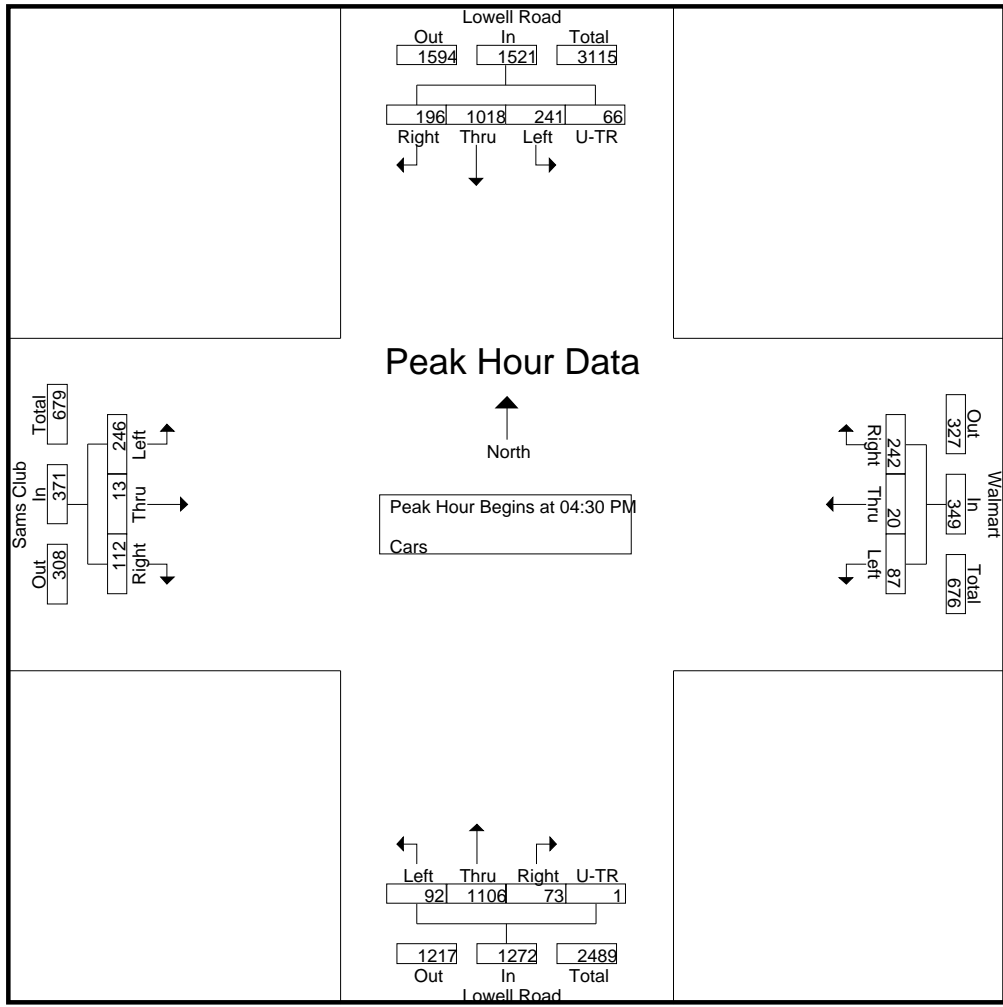 Lowell Road
Out In Total
1594 1521 3115
196 1018 241 66
Right Thru Left U-TR
Peak Hour Data
North
Peak Hour Begins at 04:30 PM
Cars
Sams Club
Out In Total
308 371 679
112 13 246
Right Thru Left
Walmart
Out In Total
327 349 676
242 20 87
Right Thru Left
Left Thru Right U-TR
92 1106 73 1
1217 1272 2489
Out In Total
Lowell Road